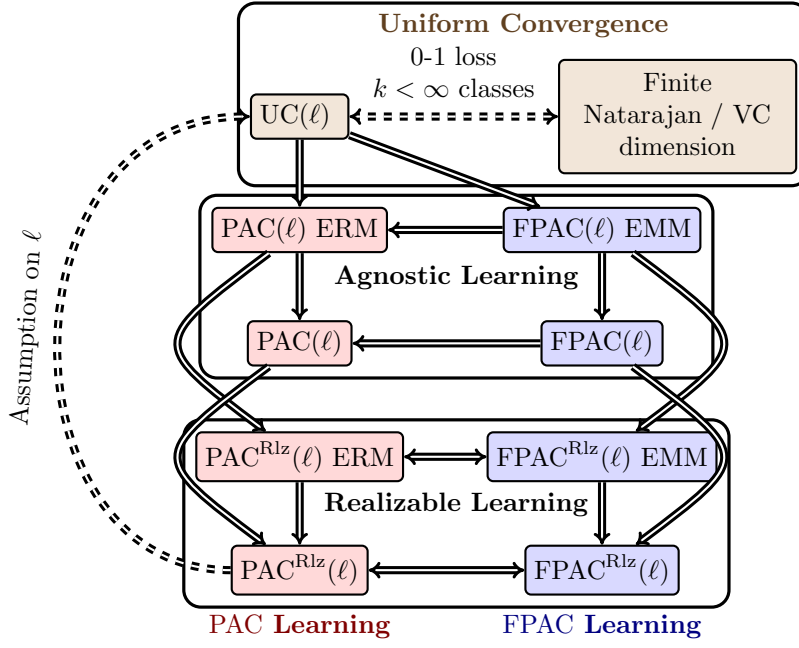 Uniform Convergence
0-1 loss
k < ∞ classes
UC(ℓ)
Finite
Natarajan / VC
dimension
PAC(ℓ) ERM
FPAC(ℓ) EMM
Agnostic Learning
PAC(ℓ)
FPAC(ℓ)
Assumption on ℓ
PAC^Rlz(ℓ) ERM
FPAC^Rlz(ℓ) EMM
Realizable Learning
PAC^Rlz(ℓ)
FPAC^Rlz(ℓ)
PAC Learning
FPAC Learning